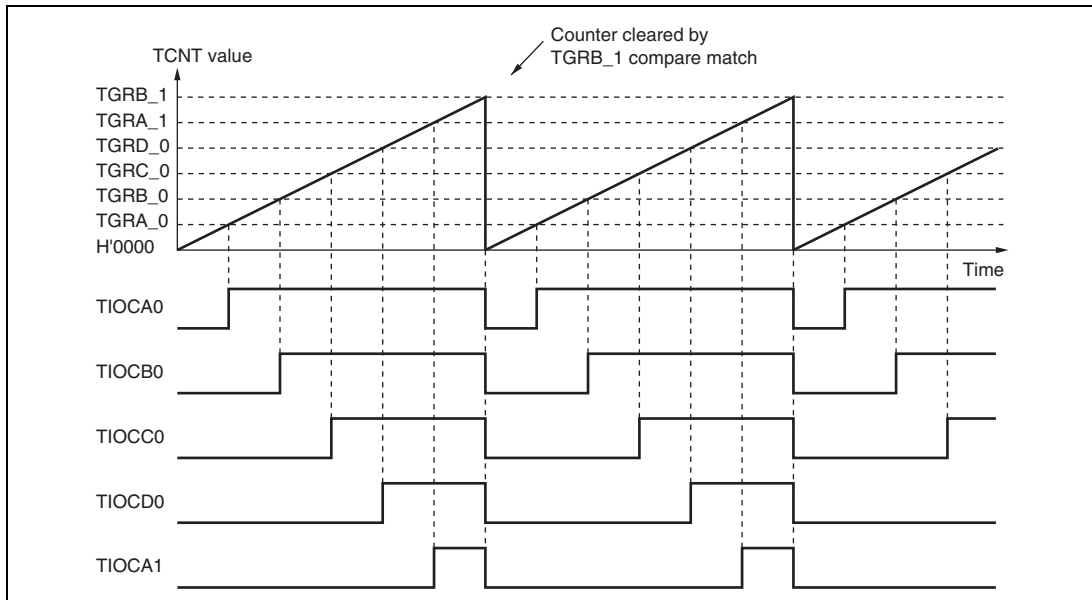 Counter cleared by
TGRB_1 compare match
TCNT value
TGRB_1
TGRA_1
TGRD_0
TGRC_0
TGRB_0
TGRA_0
H'0000
Time
TIOCA0
TIOCB0
TIOCC0
TIOCD0
TIOCA1